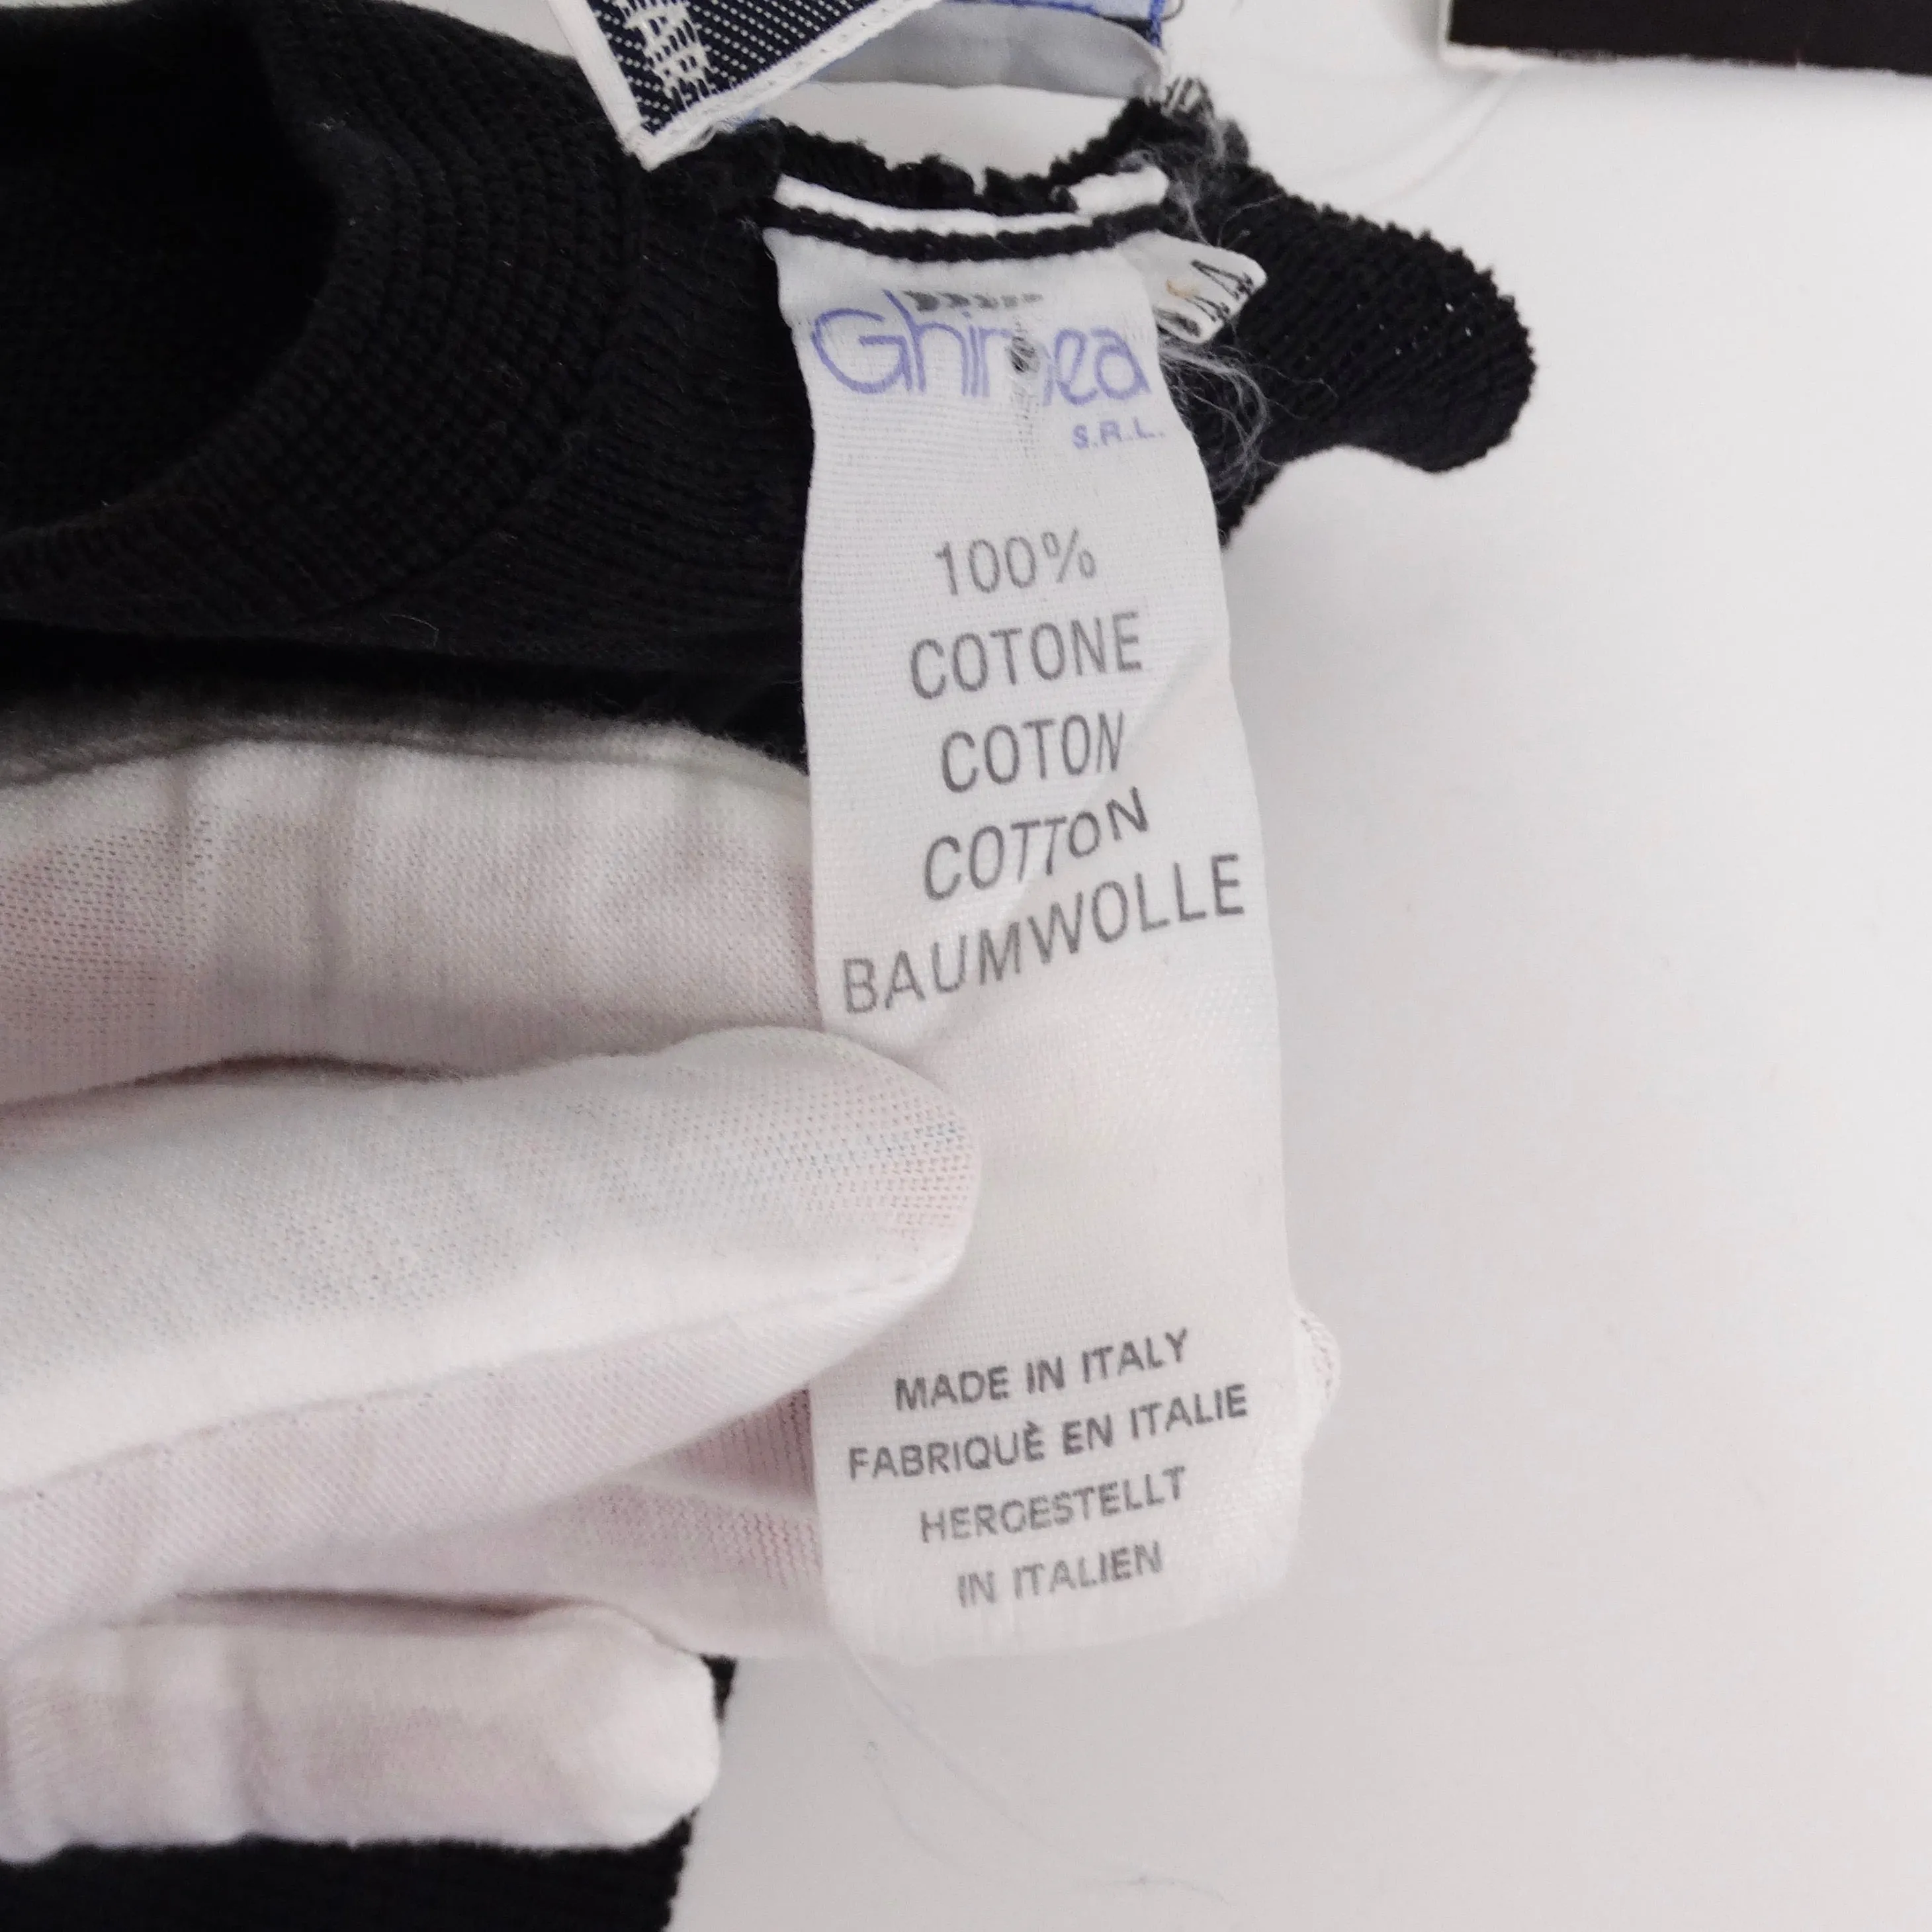 S.R.L.
100%
COTONE
COTON
COTTON
BAUMWOLLE
MADE IN ITALY
FABRIQUÈ EN ITALIE
HERGESTELLT
IN ITALIEN